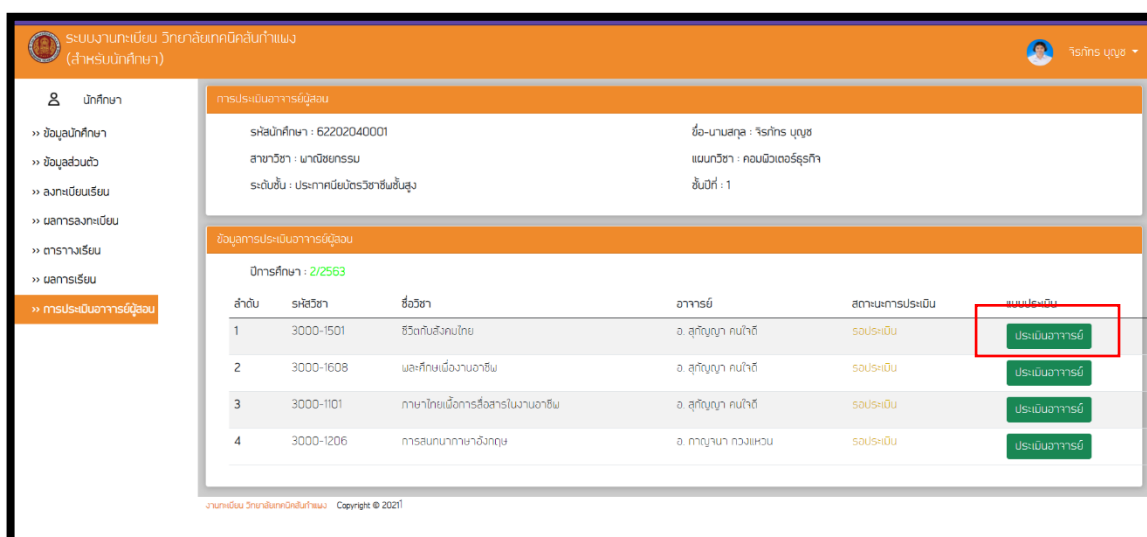 ระบบงานทะเบียน วิทยาลัยเทคนิคสันกำแพง
(สำหรับนักศึกษา)
จิรภัทร บุญช
นักศึกษา
›› ข้อมูลนักศึกษา
›› ข้อมูลส่วนตัว
›› ลงทะเบียนเรียน
›› ผลการลงทะเบียน
›› ตารางเรียน
›› ผลการเรียน
›› การประเมินอาจารย์ผู้สอน
การประเมินอาจารย์ผู้สอน
รหัสนักศึกษา : 62202040001 ชื่อ-นามสกุล : จิรภัทร บุญช
สาขาวิชา : พาณิชยกรรม แผนกวิชา : คอมพิวเตอร์ธุรกิจ
ระดับชั้น : ประกาศนียบัตรวิชาชีพชั้นสูง ชั้นปีที่ : 1
ข้อมูลการประเมินอาจารย์ผู้สอน
ปีการศึกษา : 2/2563
ลำดับ รหัสวิชา ชื่อวิชา อาจารย์ สถานะการประเมิน แบบประเมิน
1 3000-1501 ชีวิตกับสังคมไทย อ. สุกัญญา คนใจดี รอประเมิน ประเมินอาจารย์
2 3000-1608 พละศึกษเพื่องานอาชีพ อ. สุกัญญา คนใจดี รอประเมิน ประเมินอาจารย์
3 3000-1101 ภาษาไทยเพื่อการสื่อสารในงานอาชีพ อ. สุกัญญา คนใจดี รอประเมิน ประเมินอาจารย์
4 3000-1206 การสนทนาภาษาอังกฤษ อ. กาญจนา กวงแหวน รอประเมิน ประเมินอาจารย์
งานทะเบียน วิทยาลัยเทคนิคสันกำแพง Copyright © 2021